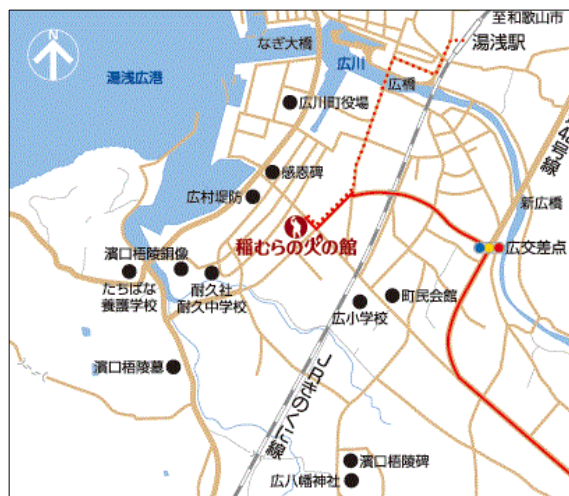 至和歌山市
湯浅駅
なぎ大橋
N
広川
湯浅広港
広橋
広川町役場
42号線
感恩碑
広村堤防
新広橋
稲むらの火の館
広交差点
濱口梧陵銅像
たちばな
養護学校
耐久社
耐久中学校
町民会館
広小学校
濱口梧陵墓
JRきのくに線
濱口梧陵碑
広八幡神社